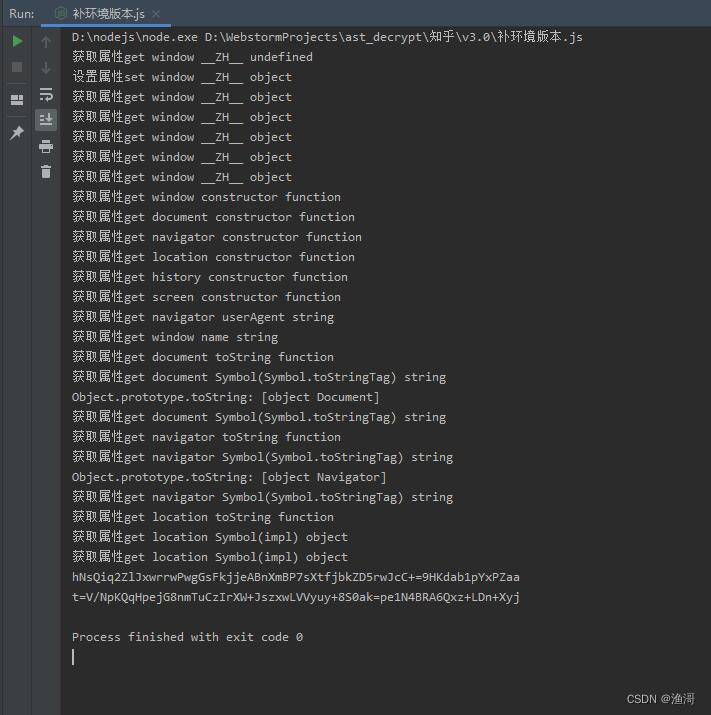 Run: 补环境版本.js
D:\nodejs\node.exe D:\WebstormProjects\ast_decrypt\知乎\v3.0\补环境版本.js
获取属性get window __ZH__ undefined
设置属性set window __ZH__ object
获取属性get window __ZH__ object
获取属性get window __ZH__ object
获取属性get window __ZH__ object
获取属性get window __ZH__ object
获取属性get window __ZH__ object
获取属性get window constructor function
获取属性get document constructor function
获取属性get navigator constructor function
获取属性get location constructor function
获取属性get history constructor function
获取属性get screen constructor function
获取属性get navigator userAgent string
获取属性get window name string
获取属性get document toString function
获取属性get document Symbol(Symbol.toStringTag) string
Object.prototype.toString: [object Document]
获取属性get document Symbol(Symbol.toStringTag) string
获取属性get navigator toString function
获取属性get navigator Symbol(Symbol.toStringTag) string
Object.prototype.toString: [object Navigator]
获取属性get navigator Symbol(Symbol.toStringTag) string
获取属性get location toString function
获取属性get location Symbol(impl) object
获取属性get location Symbol(impl) object
hNsQiq2ZlJxwrrwPwgGsFkjjeABnXmBP7sXtfjbkZD5rwJcC+=9HKdab1pYxPZaa
t=V/NpKQqHpejG8nmTuCzIrXW+JszxwLVVyuy+8S0ak=pe1N4BRA6Qxz+LDn+Xyj
Process finished with exit code 0
CSDN @渔哥